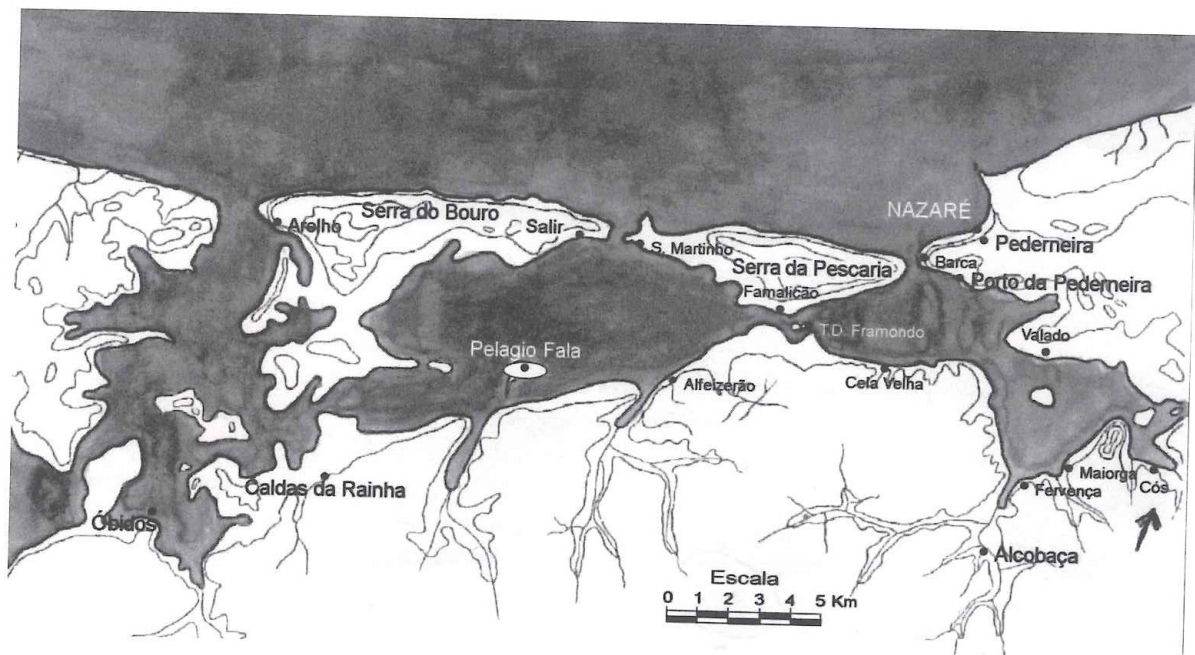 NAZARÉ
Serra do Bouro
Arelho
Salir
S. Martinho
Pederneira
Barca
Serra da Pescaria
Porto da Pederneira
Famalicão
T.D. Framondo
Valado
Pelagio Fala
Alfeizerão
Cela Velha
Caldas da Rainha
Maiorga
Cós
Fervença
Óbidos
Alcobaça
Escala
0 1 2 3 4 5 Km